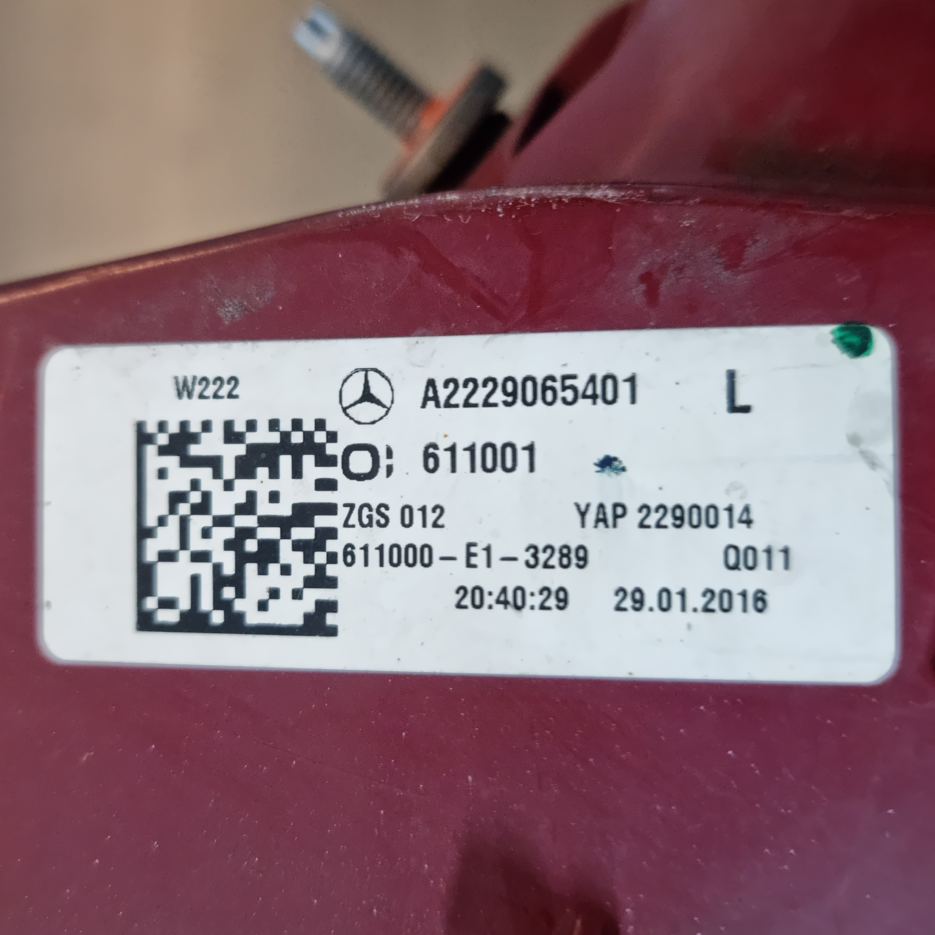 W222 A2229065401 L
611001
ZGS 012 YAP 2290014
611000-E1-3289 Q011
20:40:29 29.01.2016